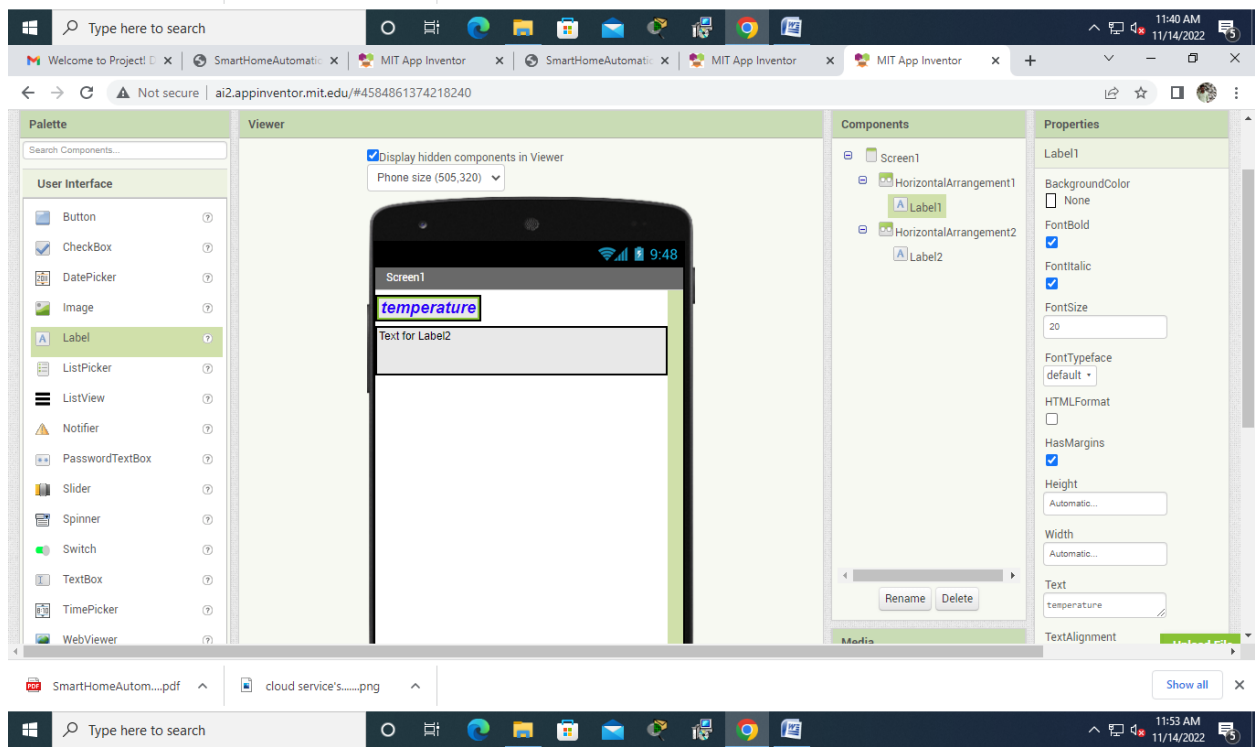 Type here to search
11:40 AM
11/14/2022
5
Welcome to Project! D
SmartHomeAutomatic
MIT App Inventor
SmartHomeAutomatic
MIT App Inventor
MIT App Inventor
Not secure | ai2.appinventor.mit.edu/#4584861374218240
Palette
Search Components...
User Interface
Button
CheckBox
DatePicker
Image
Label
ListPicker
ListView
Notifier
PasswordTextBox
Slider
Spinner
Switch
TextBox
TimePicker
WebViewer
Viewer
Display hidden components in Viewer
Phone size (505,320)
9:48
Screen1
temperature
Text for Label2
Components
Screen1
HorizontalArrangement1
Label1
HorizontalArrangement2
Label2
Rename Delete
Media
Properties
Label1
BackgroundColor
None
FontBold
FontItalic
FontSize
20
FontTypeface
default
HTMLFormat
HasMargins
Height
Automatic...
Width
Automatic...
Text
temperature
TextAlignment
Upload File
SmartHomeAutom....pdf
cloud service's.......png
Show all
Type here to search
11:53 AM
11/14/2022
5